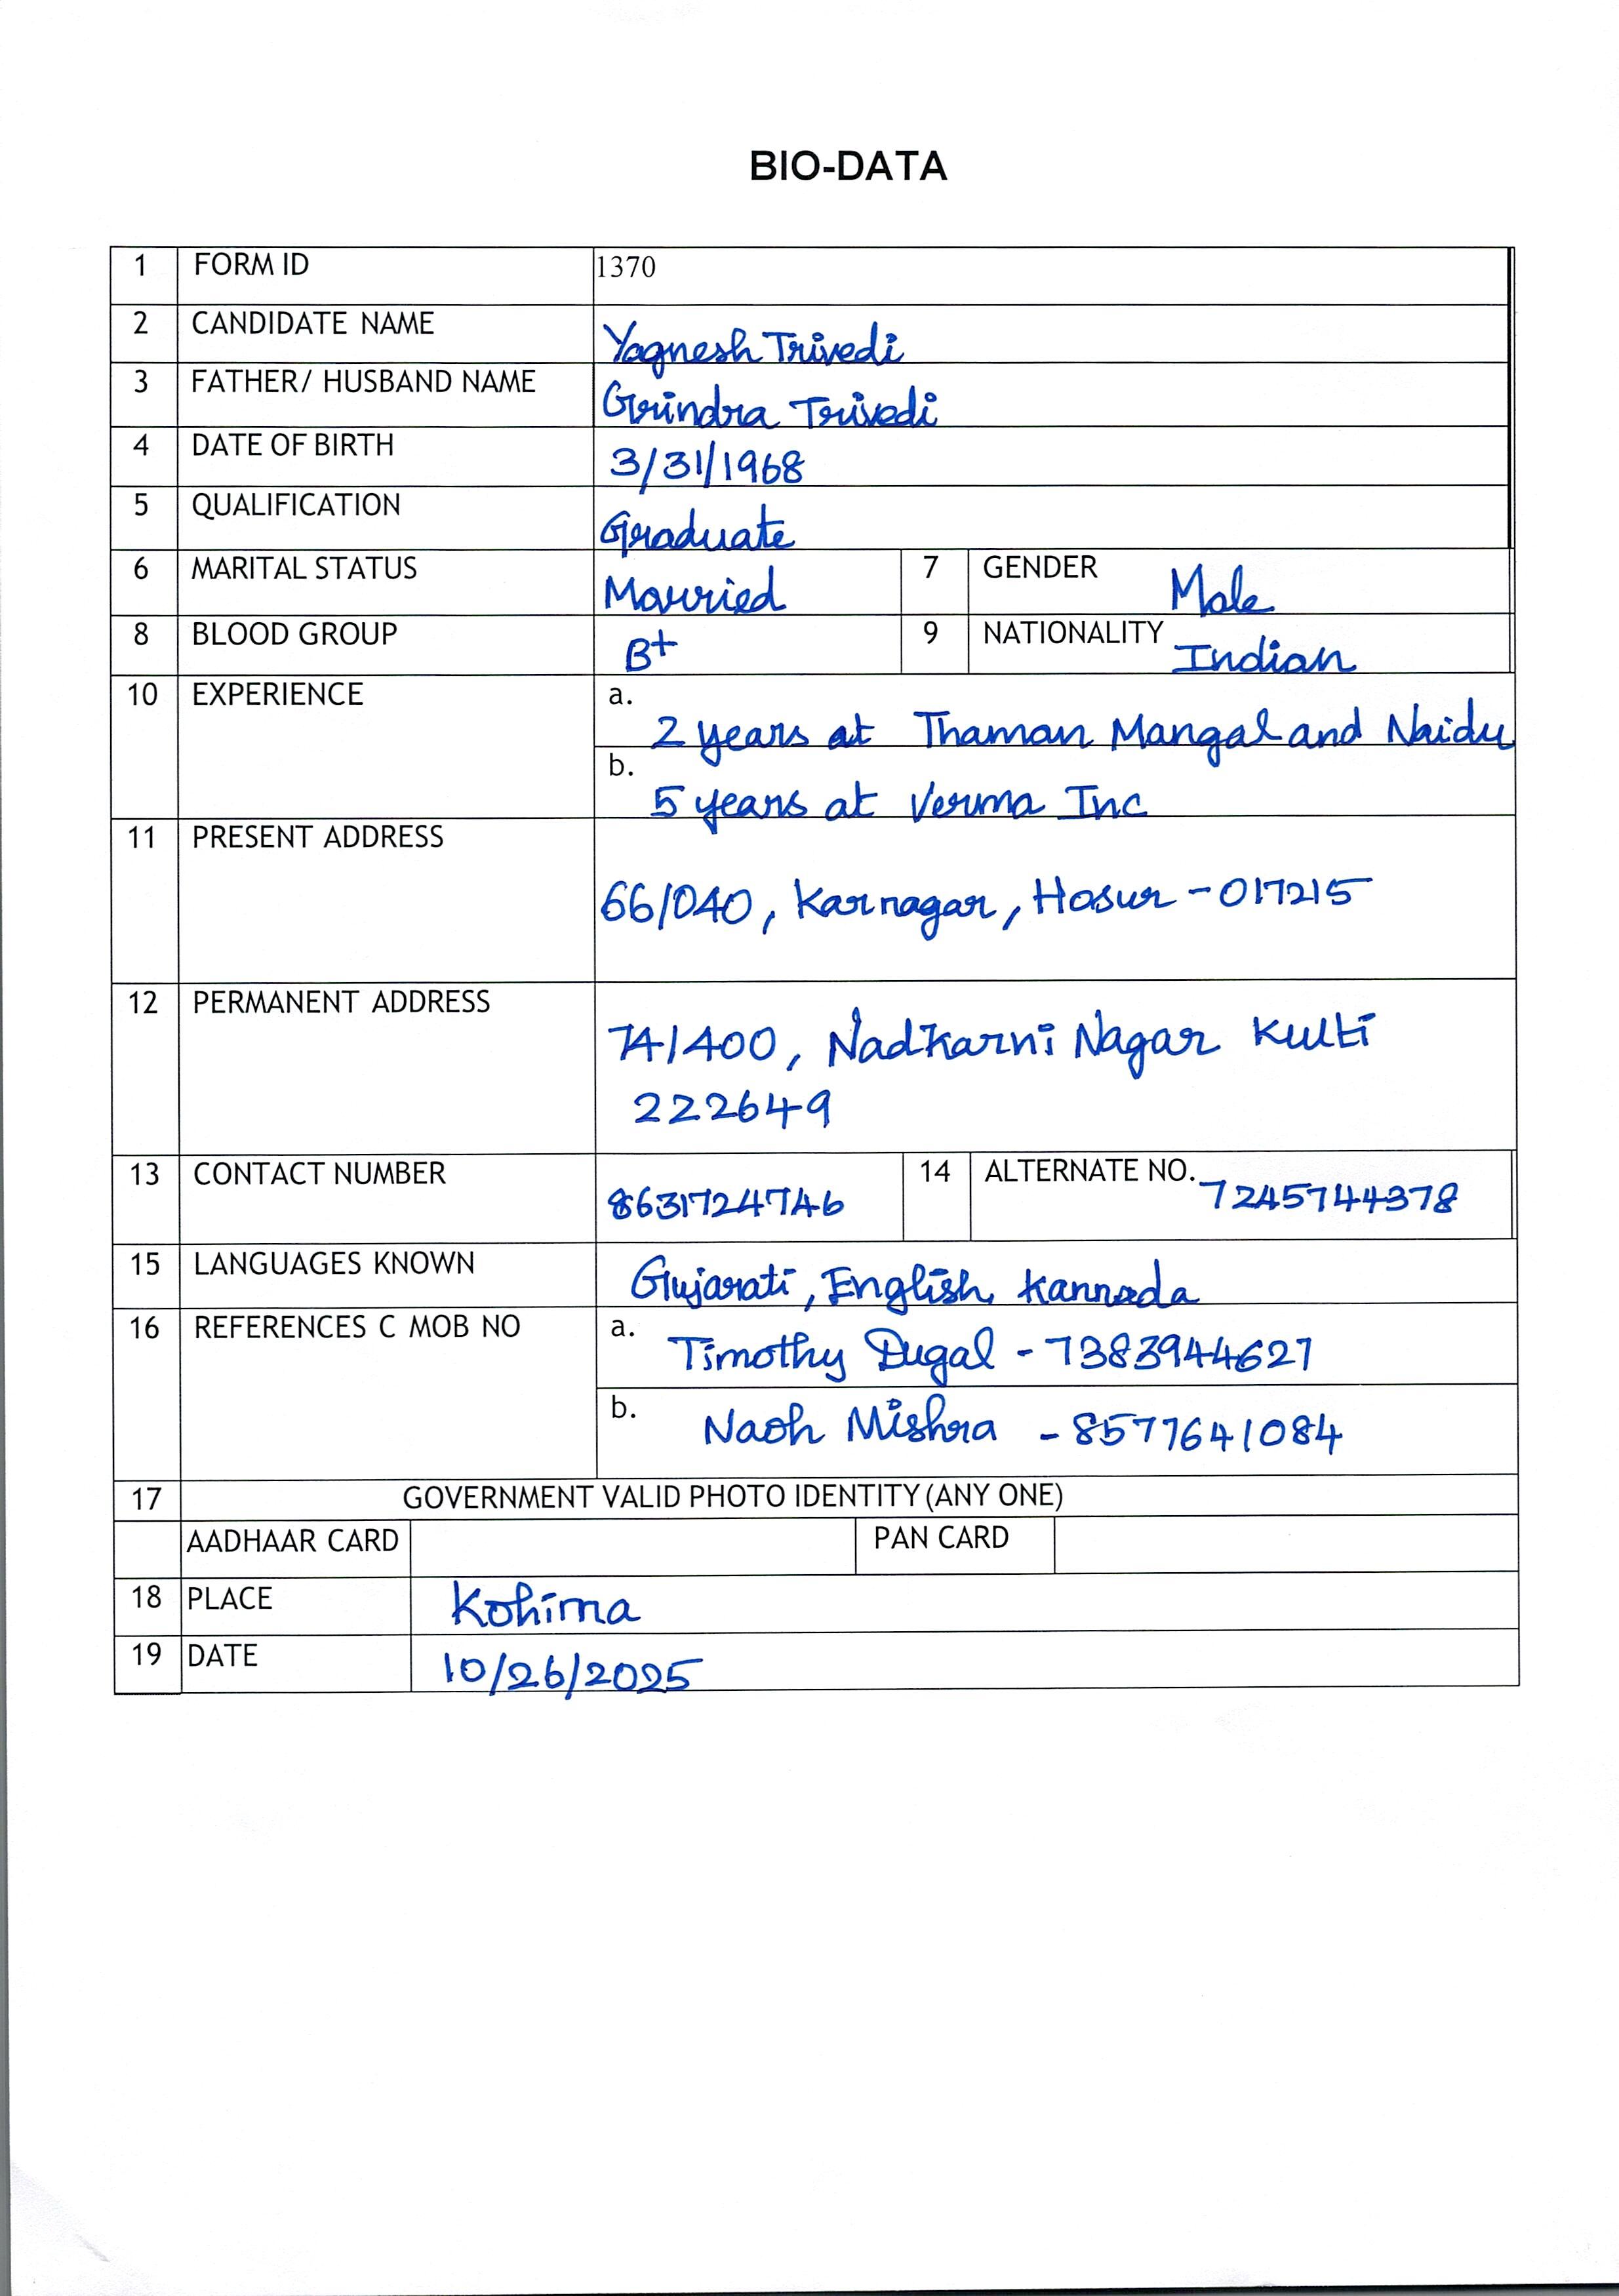 BIO-DATA
1 FORM ID 1370
2 CANDIDATE NAME Yagnesh Trivedi
3 FATHER/ HUSBAND NAME Girindra Trivedi
4 DATE OF BIRTH 3/31/1968
5 QUALIFICATION Graduate
6 MARITAL STATUS Married 7 GENDER Male
8 BLOOD GROUP B+ 9 NATIONALITY Indian
10 EXPERIENCE a. 2 years at Thaman Mangal and Naidu
b. 5 years at Verma Inc
11 PRESENT ADDRESS
66/040, Karnagar, Hosur - 017215
12 PERMANENT ADDRESS
74/400, Nadkarni Nagar Kulti
222649
13 CONTACT NUMBER 8631724746 14 ALTERNATE NO. 7245744378
15 LANGUAGES KNOWN Gujarati, English, Kannada
16 REFERENCES C MOB NO a. Timothy Dugal - 7383944627
b. Naoh Mishra - 8577641084
17 GOVERNMENT VALID PHOTO IDENTITY (ANY ONE)
AADHAAR CARD PAN CARD
18 PLACE Kohima
19 DATE 10/26/2025